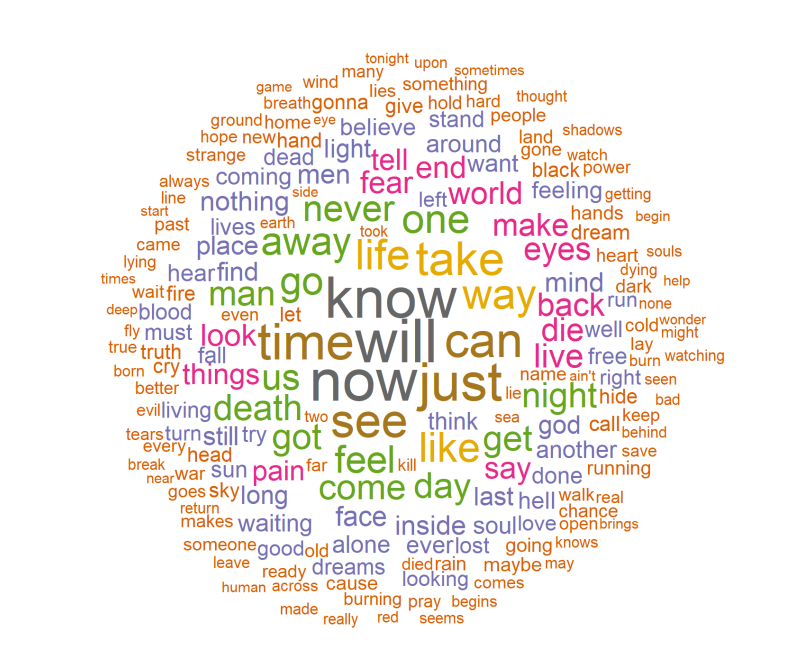 tonight upon
many sometimes
game wind lies something
breath gonna give hold hard thought
ground home eye believe stand people
hope new hand light around land shadows
strange dead tell end want gone watch
coming men fear black power
always side left world feeling getting
line nothing never one hands begin
start past lives earth took make dream
came place away life take eyes heart souls
lying hear find dying
times wait fire man go know way mind dark help
deep blood even let back run none
fly must look time will can die well cold wonder might
true truth fall live free lay
born cry things us now just name ain't right burn watching seen
better lie hide bad
evil living death two see sea night keep
tears turn still try got think god call behind
every head feel like get another save
break near war sun pain far kill say done running
goes sky long come day last hell walk real
return chance
makes waiting face inside soul love open brings
someone good old alone ever lost going knows
leave ready dreams died rain looking maybe may
human across cause comes
made burning pray begins
really red seems